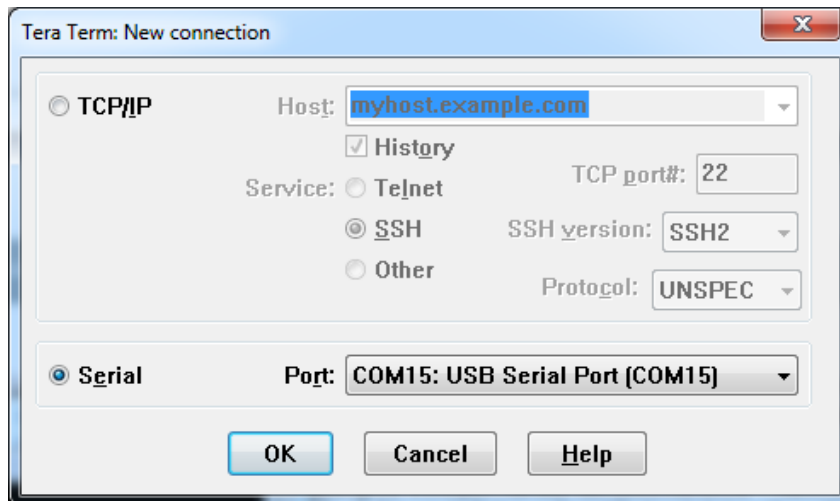 Tera Term: New connection
TCP/IP
Host: myhost.example.com
History
Service: Telnet
TCP port#: 22
SSH
SSH version: SSH2
Other
Protocol: UNSPEC
Serial
Port: COM15: USB Serial Port (COM15)
OK Cancel Help